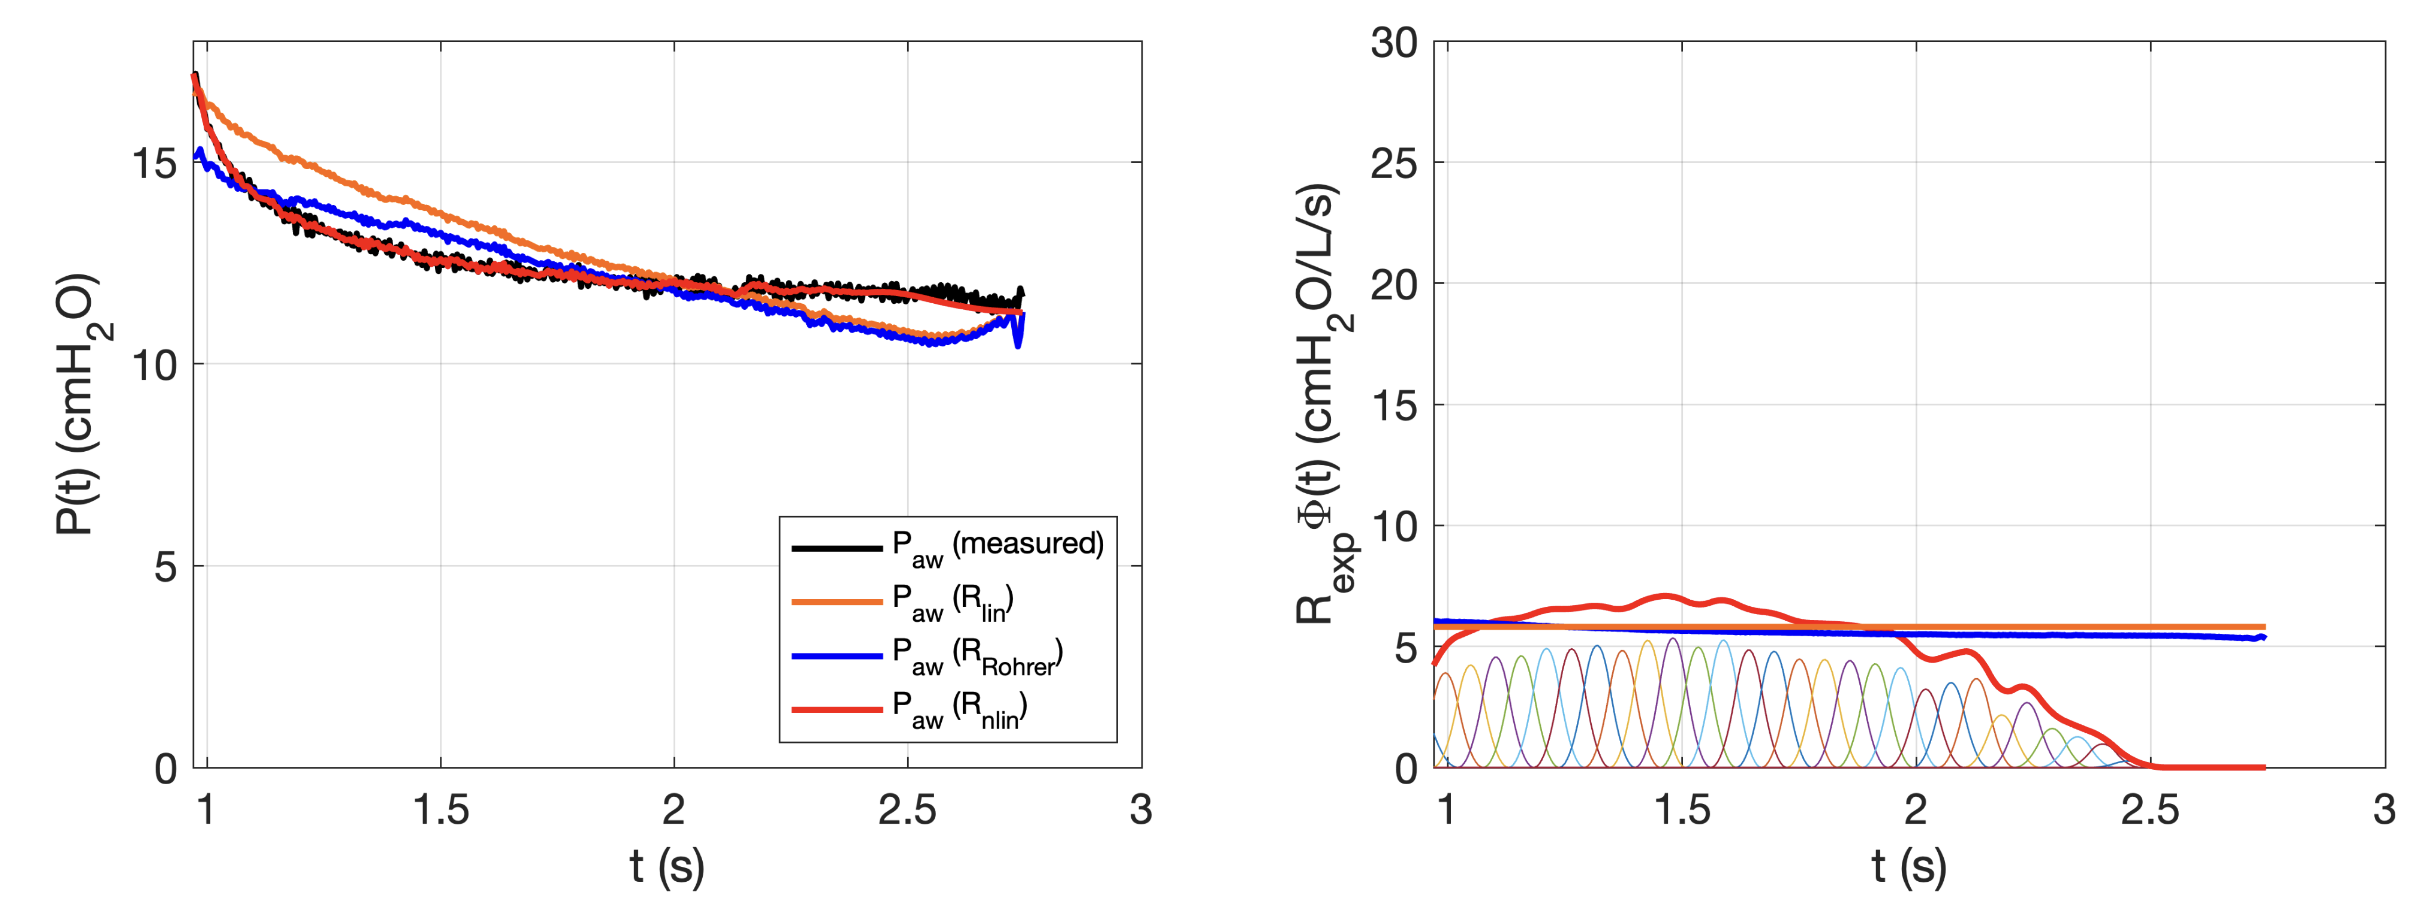 P(t) (cmH2O)
15
10
5
0
1 1.5 2 2.5 3
t (s)
Paw (measured)
Paw (Rlin)
Paw (RRohrer)
Paw (Rnlin)
RexpΦ(t) (cmH2O/L/s)
30
25
20
15
10
5
0
1 1.5 2 2.5 3
t (s)